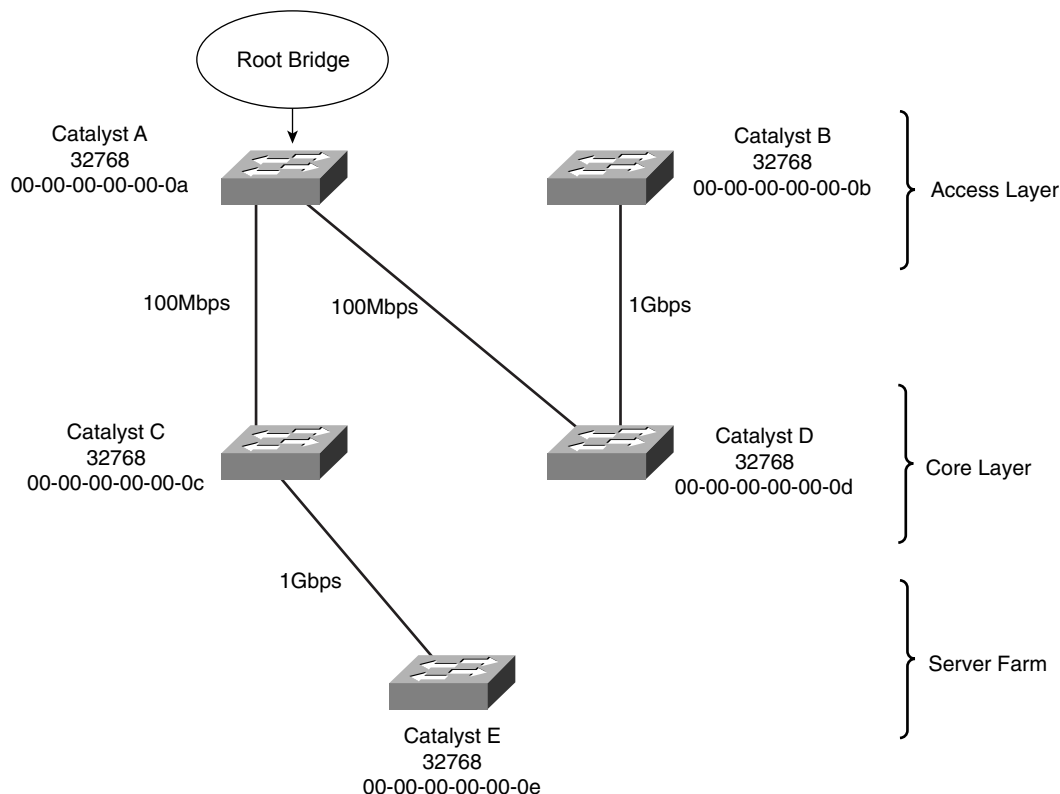 Root Bridge
Catalyst A
32768
00-00-00-00-00-0a
Catalyst B
32768
00-00-00-00-00-0b
Access Layer
100Mbps
100Mbps
1Gbps
Catalyst C
32768
00-00-00-00-00-0c
Catalyst D
32768
00-00-00-00-00-0d
Core Layer
1Gbps
Server Farm
Catalyst E
32768
00-00-00-00-00-0e